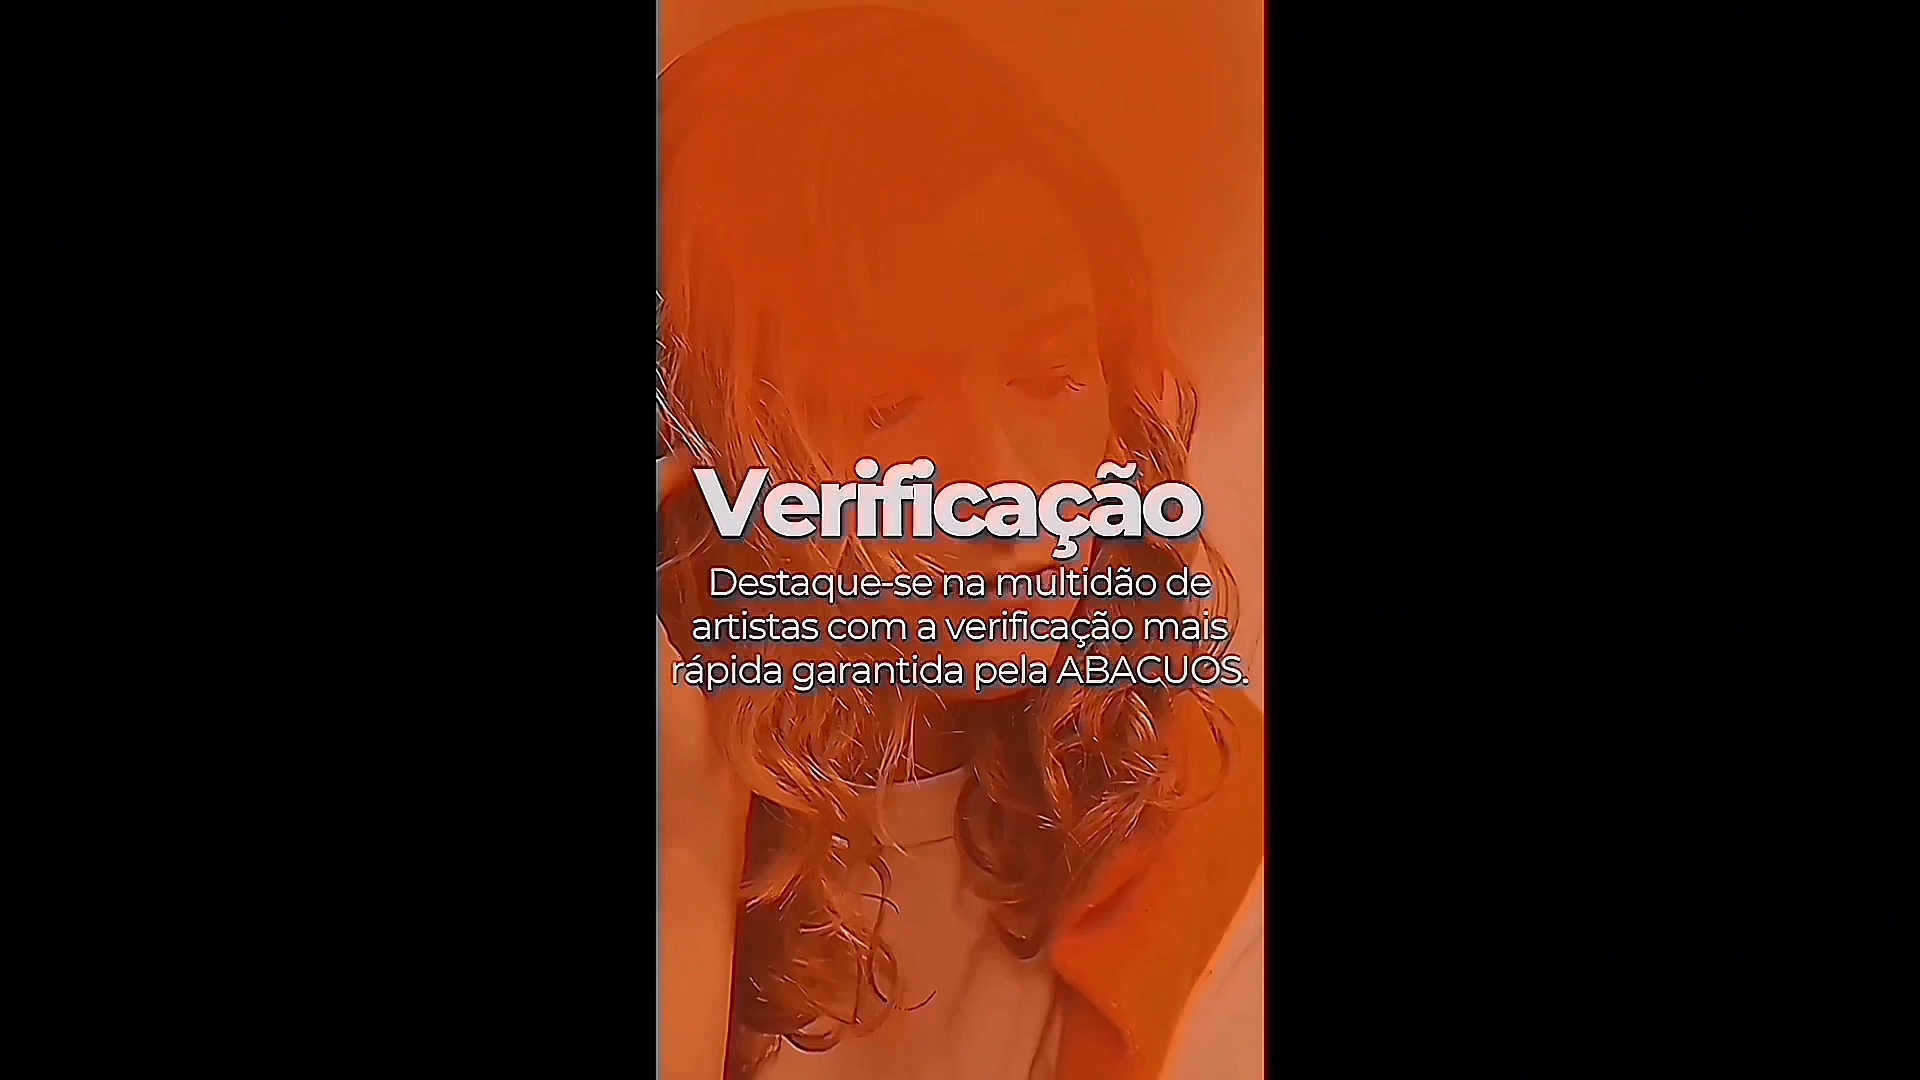 Verificação
Destaque-se na multidão de
artistas com a verificação mais
rápida garantida pela ABACUOS.